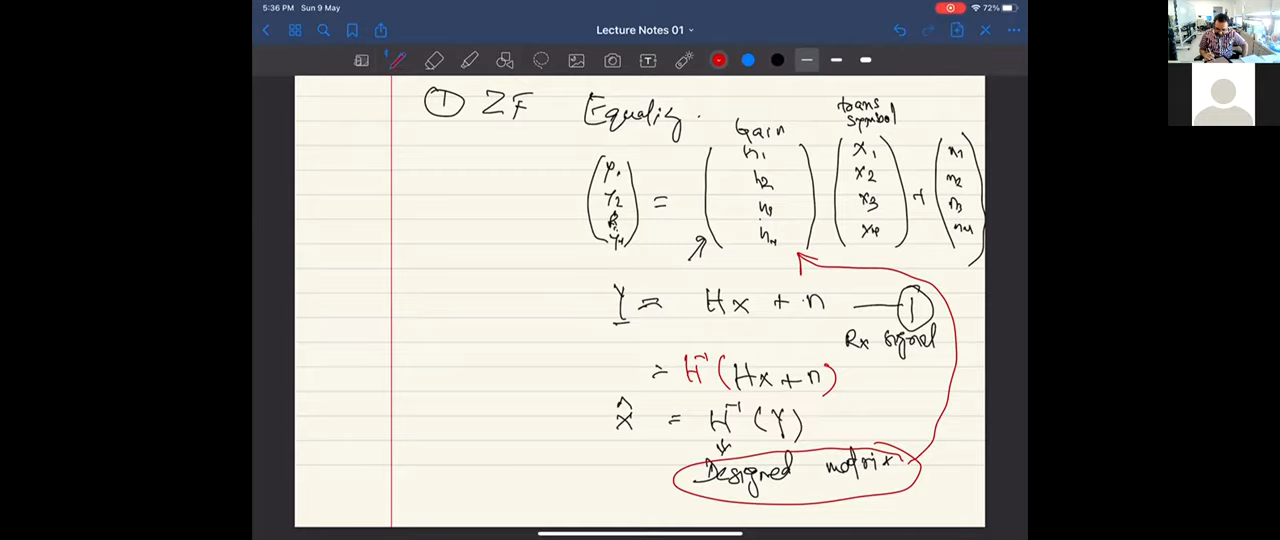 5:36 PM Sun 9 May
72%
Lecture Notes 01
① ZF Equaliz.
Gain
trans
symbol
y1 h1 x1 n1
y2 = h2 x2 + n2
h3 x3 n3
y4 h4 x4 n4
Y = Hx + n — ①
Rx signal
= H⁻¹ (Hx + n)
x̂ = H⁻¹ (Y)
Designed matrix